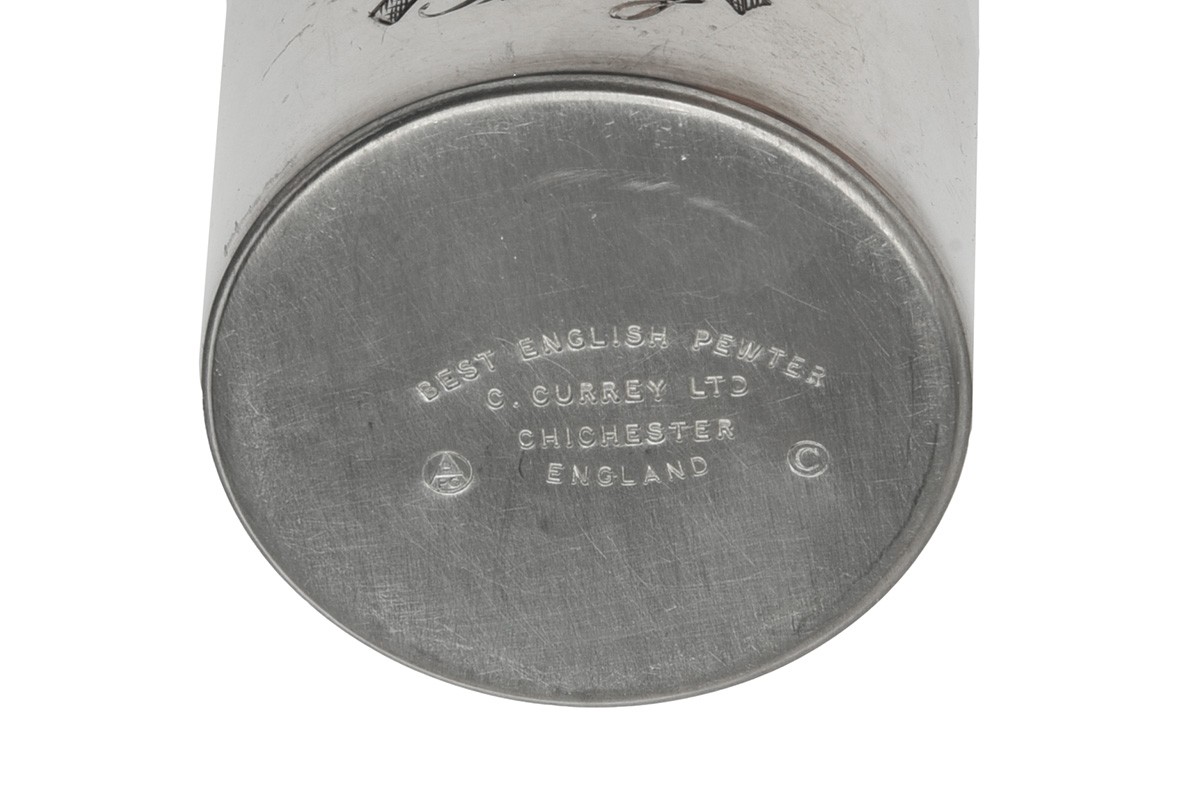 BEST ENGLISH PEWTER
C. CURREY LTD
CHICHESTER
ENGLAND
©